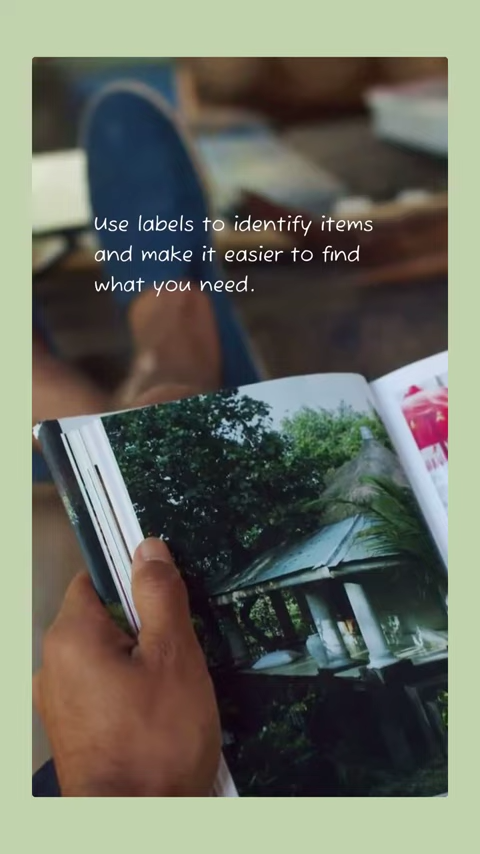 Use labels to identify items
and make it easier to find
what you need.